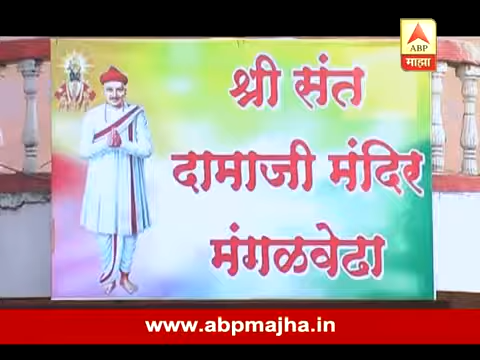 ABP
माझा
श्री संत
दामाजी मंदिर
मंगळवेढा
www.abpmajha.in